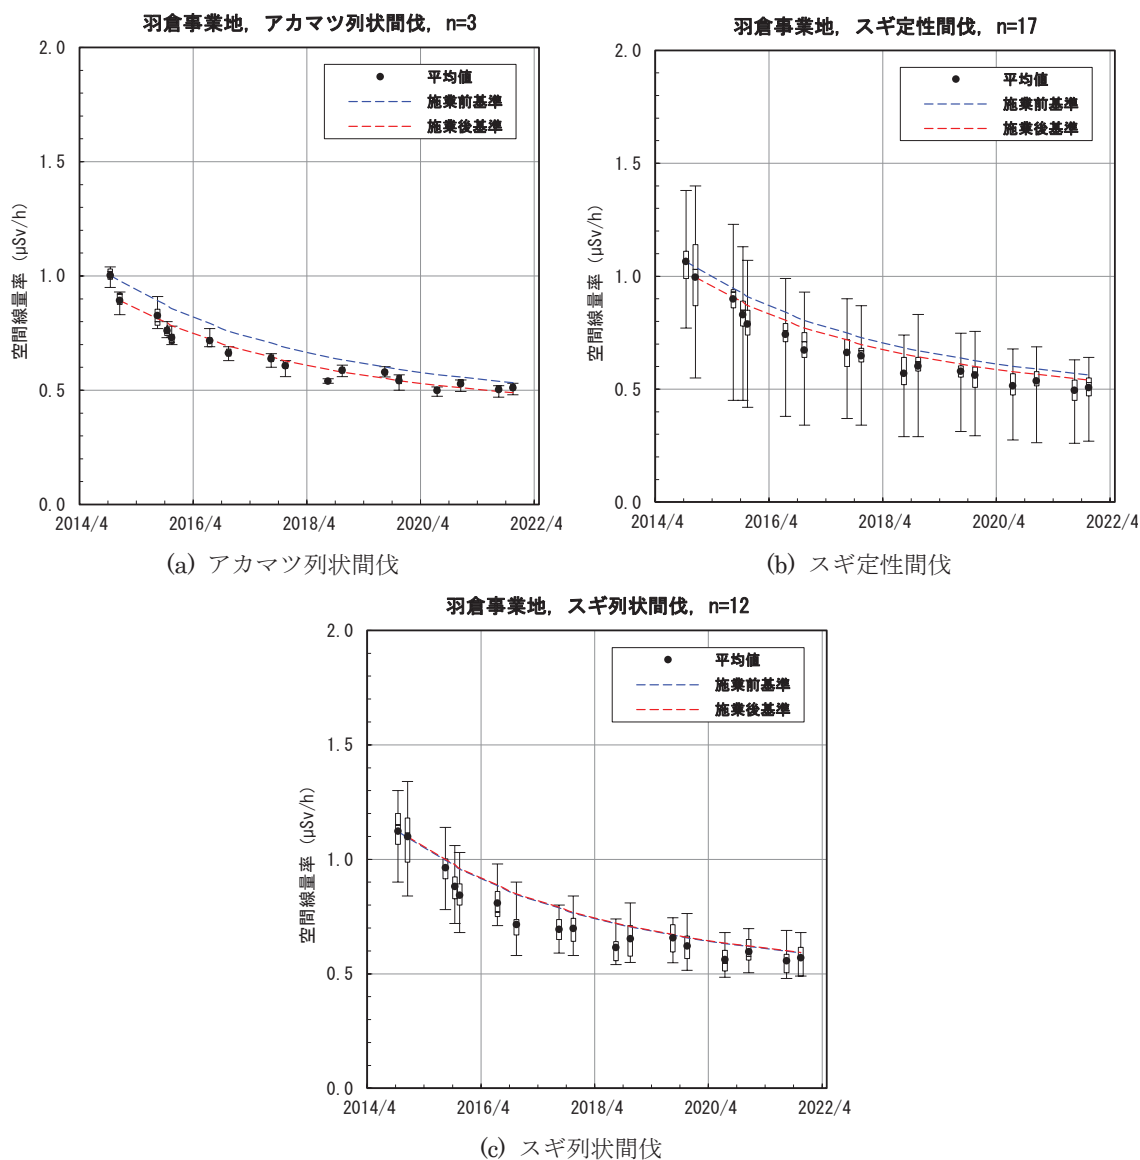 羽倉事業地, アカマツ列状間伐, n=3
平均値
施業前基準
施業後基準
空間線量率 (μSv/h)
2.0
1.5
1.0
0.5
0.0
2014/4 2016/4 2018/4 2020/4 2022/4
(a) アカマツ列状間伐
羽倉事業地, スギ定性間伐, n=17
平均値
施業前基準
施業後基準
空間線量率 (μSv/h)
2.0
1.5
1.0
0.5
0.0
2014/4 2016/4 2018/4 2020/4 2022/4
(b) スギ定性間伐
羽倉事業地, スギ列状間伐, n=12
平均値
施業前基準
施業後基準
空間線量率 (μSv/h)
2.0
1.5
1.0
0.5
0.0
2014/4 2016/4 2018/4 2020/4 2022/4
(c) スギ列状間伐